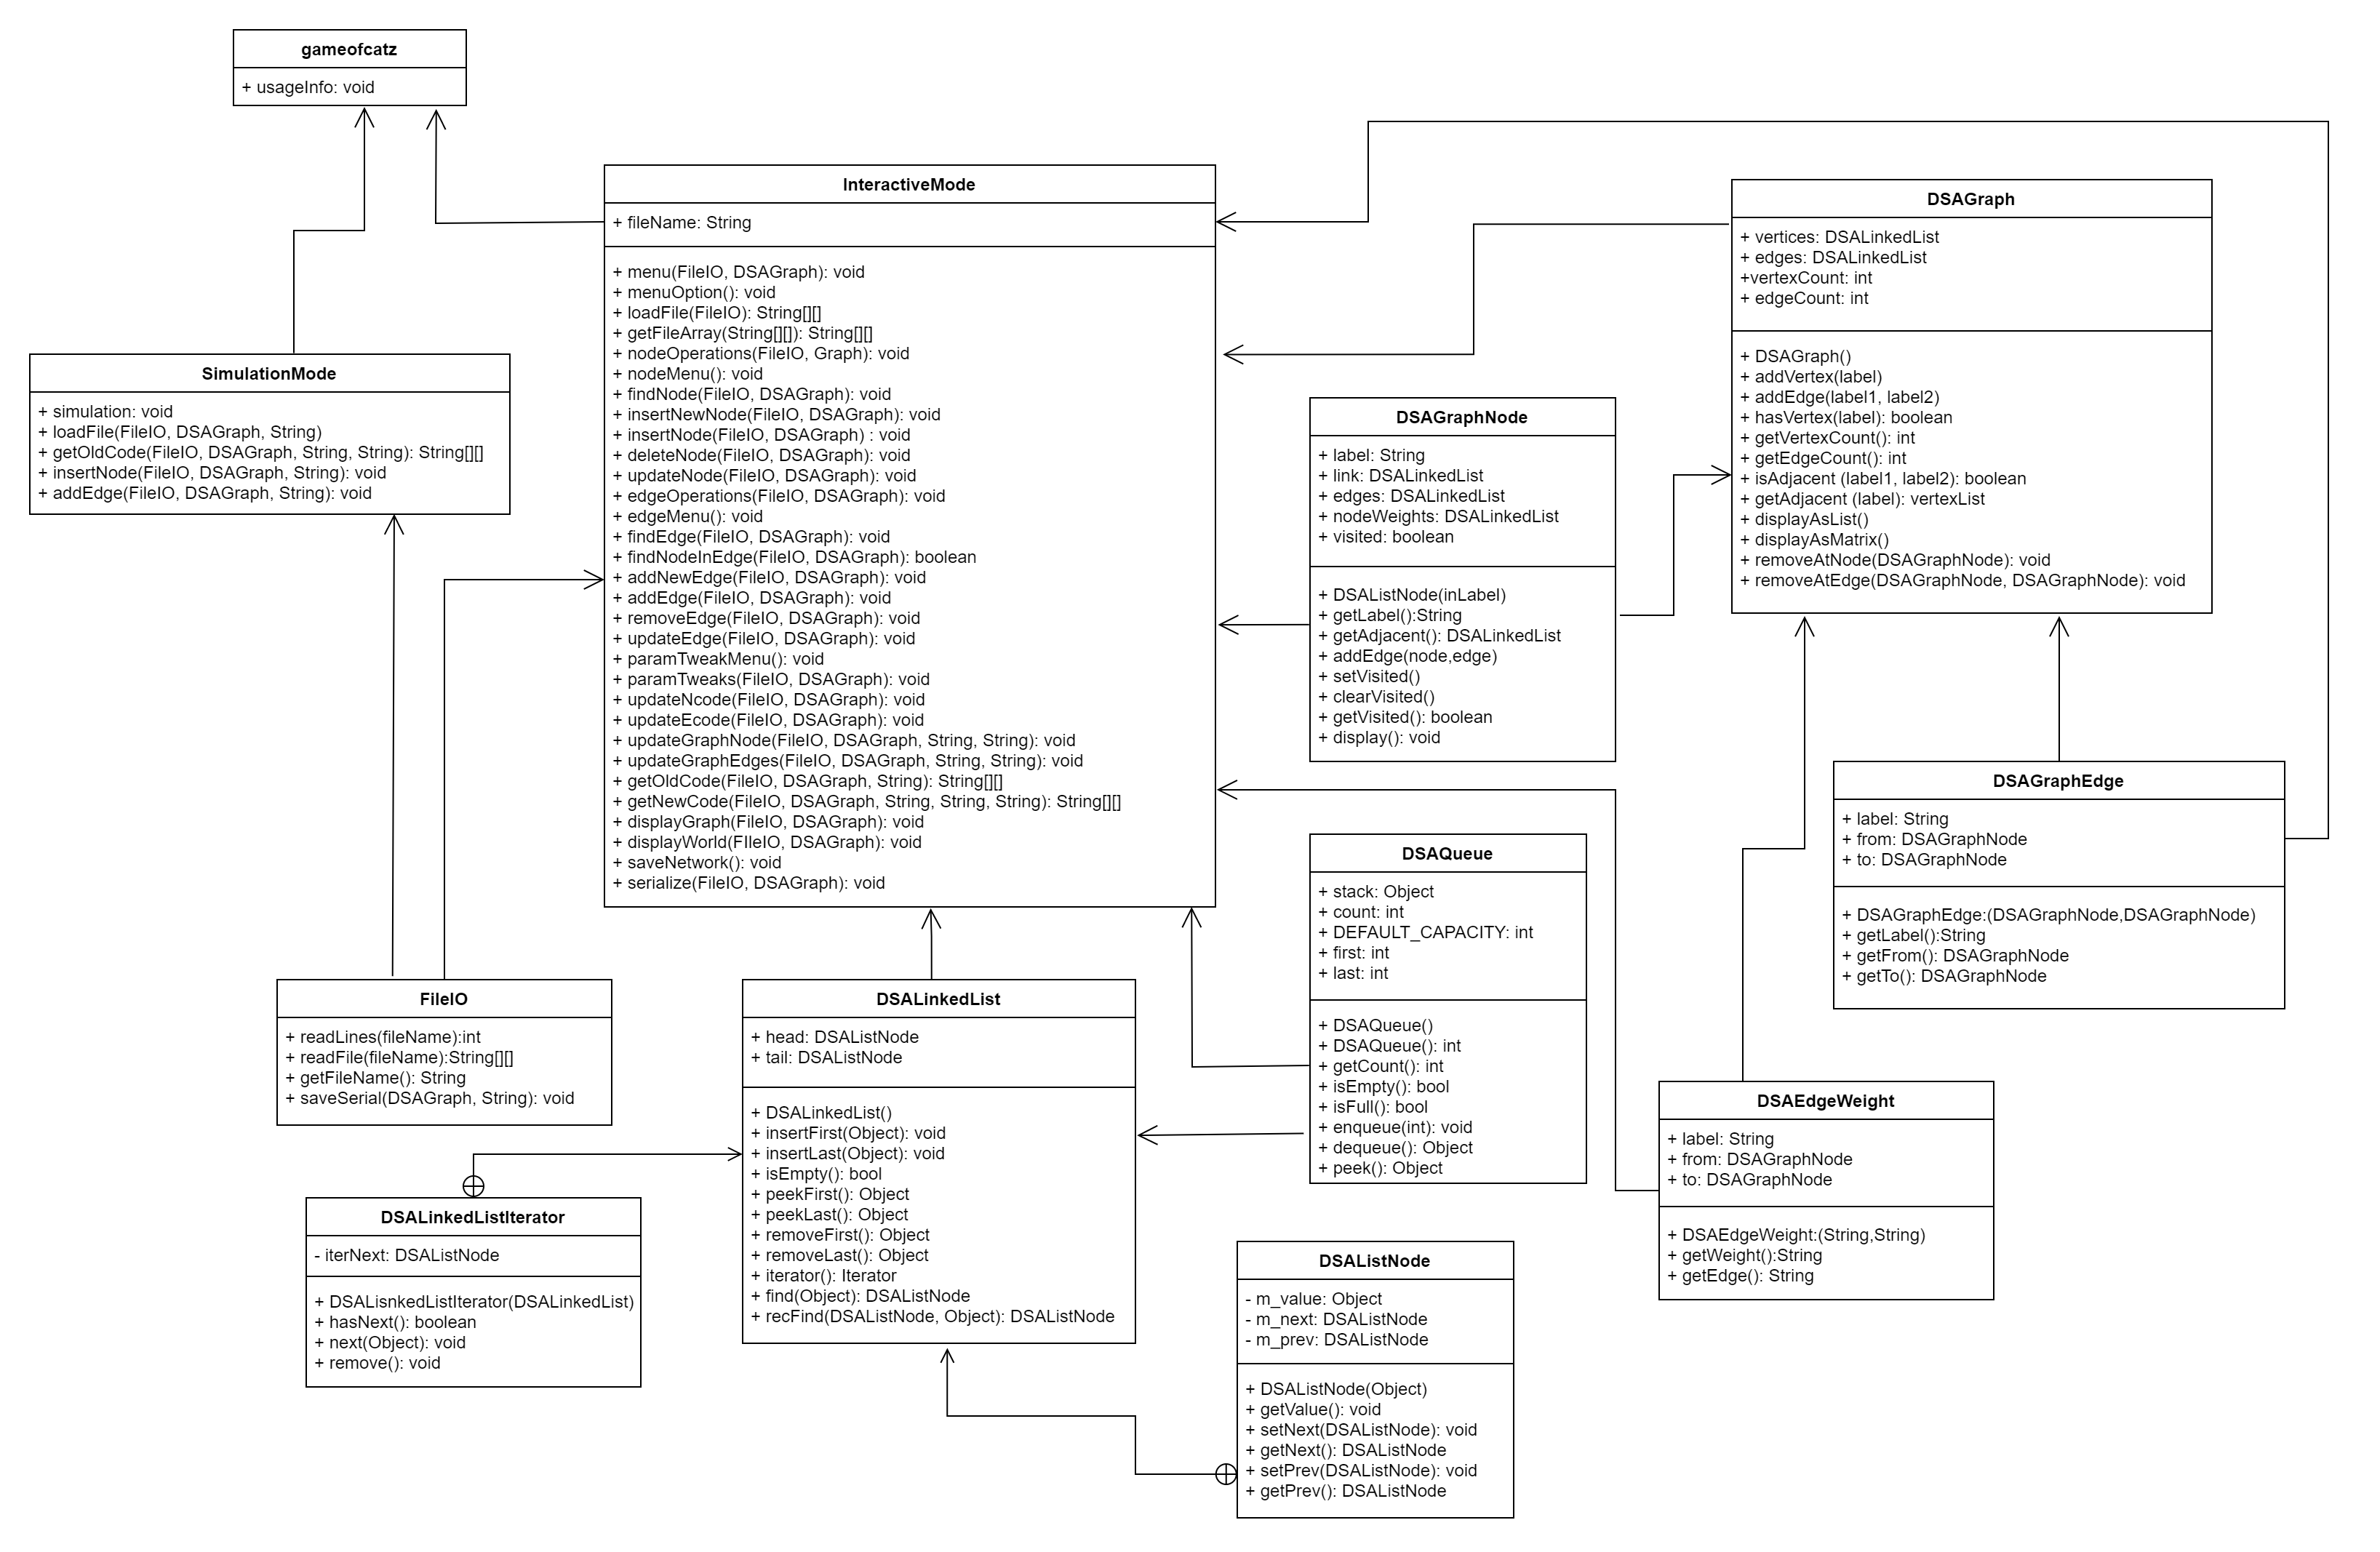 gameofcatz
+ usageInfo: void
InteractiveMode
+ fileName: String
+ menu(FileIO, DSAGraph): void
+ menuOption(): void
+ loadFile(FileIO): String[][]
+ getFileArray(String[][]): String[][]
+ nodeOperations(FileIO, Graph): void
+ nodeMenu(): void
+ findNode(FileIO, DSAGraph): void
+ insertNewNode(FileIO, DSAGraph): void
+ insertNode(FileIO, DSAGraph) : void
+ deleteNode(FileIO, DSAGraph): void
+ updateNode(FileIO, DSAGraph): void
+ edgeOperations(FileIO, DSAGraph): void
+ edgeMenu(): void
+ findEdge(FileIO, DSAGraph): void
+ findNodeInEdge(FileIO, DSAGraph): boolean
+ addNewEdge(FileIO, DSAGraph): void
+ addEdge(FileIO, DSAGraph): void
+ removeEdge(FileIO, DSAGraph): void
+ updateEdge(FileIO, DSAGraph): void
+ paramTweakMenu(): void
+ paramTweaks(FileIO, DSAGraph): void
+ updateNcode(FileIO, DSAGraph): void
+ updateEcode(FileIO, DSAGraph): void
+ updateGraphNode(FileIO, DSAGraph, String, String): void
+ updateGraphEdges(FileIO, DSAGraph, String, String): void
+ getOldCode(FileIO, DSAGraph, String): String[][]
+ getNewCode(FileIO, DSAGraph, String, String, String): String[][]
+ displayGraph(FileIO, DSAGraph): void
+ displayWorld(FIleIO, DSAGraph): void
+ saveNetwork(): void
+ serialize(FileIO, DSAGraph): void
DSAGraph
+ vertices: DSALinkedList
+ edges: DSALinkedList
+vertexCount: int
+ edgeCount: int
+ DSAGraph()
+ addVertex(label)
+ addEdge(label1, label2)
+ hasVertex(label): boolean
+ getVertexCount(): int
+ getEdgeCount(): int
+ isAdjacent (label1, label2): boolean
+ getAdjacent (label): vertexList
+ displayAsList()
+ displayAsMatrix()
+ removeAtNode(DSAGraphNode): void
+ removeAtEdge(DSAGraphNode, DSAGraphNode): void
SimulationMode
+ simulation: void
+ loadFile(FileIO, DSAGraph, String)
+ getOldCode(FileIO, DSAGraph, String, String): String[][]
+ insertNode(FileIO, DSAGraph, String): void
+ addEdge(FileIO, DSAGraph, String): void
DSAGraphNode
+ label: String
+ link: DSALinkedList
+ edges: DSALinkedList
+ nodeWeights: DSALinkedList
+ visited: boolean
+ DSAListNode(inLabel)
+ getLabel():String
+ getAdjacent(): DSALinkedList
+ addEdge(node,edge)
+ setVisited()
+ clearVisited()
+ getVisited(): boolean
+ display(): void
DSAGraphEdge
+ label: String
+ from: DSAGraphNode
+ to: DSAGraphNode
+ DSAGraphEdge:(DSAGraphNode,DSAGraphNode)
+ getLabel():String
+ getFrom(): DSAGraphNode
+ getTo(): DSAGraphNode
DSAQueue
+ stack: Object
+ count: int
+ DEFAULT_CAPACITY: int
+ first: int
+ last: int
+ DSAQueue()
+ DSAQueue(): int
+ getCount(): int
+ isEmpty(): bool
+ isFull(): bool
+ enqueue(int): void
+ dequeue(): Object
+ peek(): Object
FileIO
+ readLines(fileName):int
+ readFile(fileName):String[][]
+ getFileName(): String
+ saveSerial(DSAGraph, String): void
DSALinkedList
+ head: DSAListNode
+ tail: DSAListNode
+ DSALinkedList()
+ insertFirst(Object): void
+ insertLast(Object): void
+ isEmpty(): bool
+ peekFirst(): Object
+ peekLast(): Object
+ removeFirst(): Object
+ removeLast(): Object
+ iterator(): Iterator
+ find(Object): DSAListNode
+ recFind(DSAListNode, Object): DSAListNode
DSAEdgeWeight
+ label: String
+ from: DSAGraphNode
+ to: DSAGraphNode
+ DSAEdgeWeight:(String,String)
+ getWeight():String
+ getEdge(): String
DSALinkedListIterator
- iterNext: DSAListNode
+ DSALisnkedListIterator(DSALinkedList)
+ hasNext(): boolean
+ next(Object): void
+ remove(): void
DSAListNode
- m_value: Object
- m_next: DSAListNode
- m_prev: DSAListNode
+ DSAListNode(Object)
+ getValue(): void
+ setNext(DSAListNode): void
+ getNext(): DSAListNode
+ setPrev(DSAListNode): void
+ getPrev(): DSAListNode